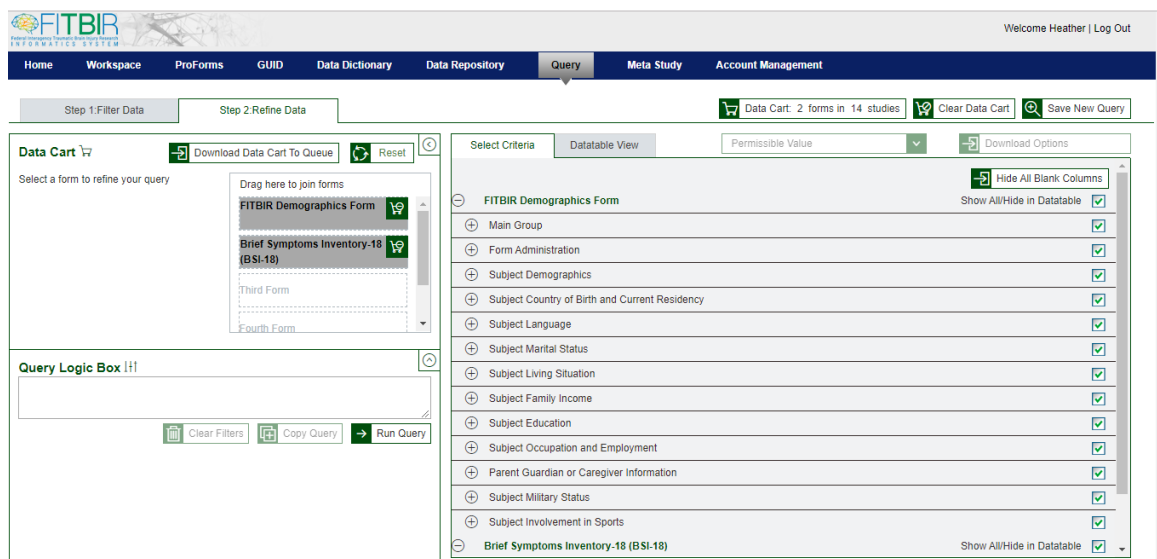 FITBIR
Federal Interagency Traumatic Brain Injury Research
INFORMATICS SYSTEM
Welcome Heather | Log Out
Home Workspace ProForms GUID Data Dictionary Data Repository Query Meta Study Account Management
Step 1:Filter Data Step 2:Refine Data
Data Cart: 2 forms in 14 studies Clear Data Cart Save New Query
Data Cart Download Data Cart To Queue Reset
Select a form to refine your query
Drag here to join forms
FITBIR Demographics Form
Brief Symptoms Inventory-18
(BSI-18)
Third Form
Fourth Form
Query Logic Box
Clear Filters Copy Query Run Query
Select Criteria Datatable View Permissible Value Download Options
Hide All Blank Columns
FITBIR Demographics Form Show All/Hide in Datatable
Main Group
Form Administration
Subject Demographics
Subject Country of Birth and Current Residency
Subject Language
Subject Marital Status
Subject Living Situation
Subject Family Income
Subject Education
Subject Occupation and Employment
Parent Guardian or Caregiver Information
Subject Military Status
Subject Involvement in Sports
Brief Symptoms Inventory-18 (BSI-18) Show All/Hide in Datatable